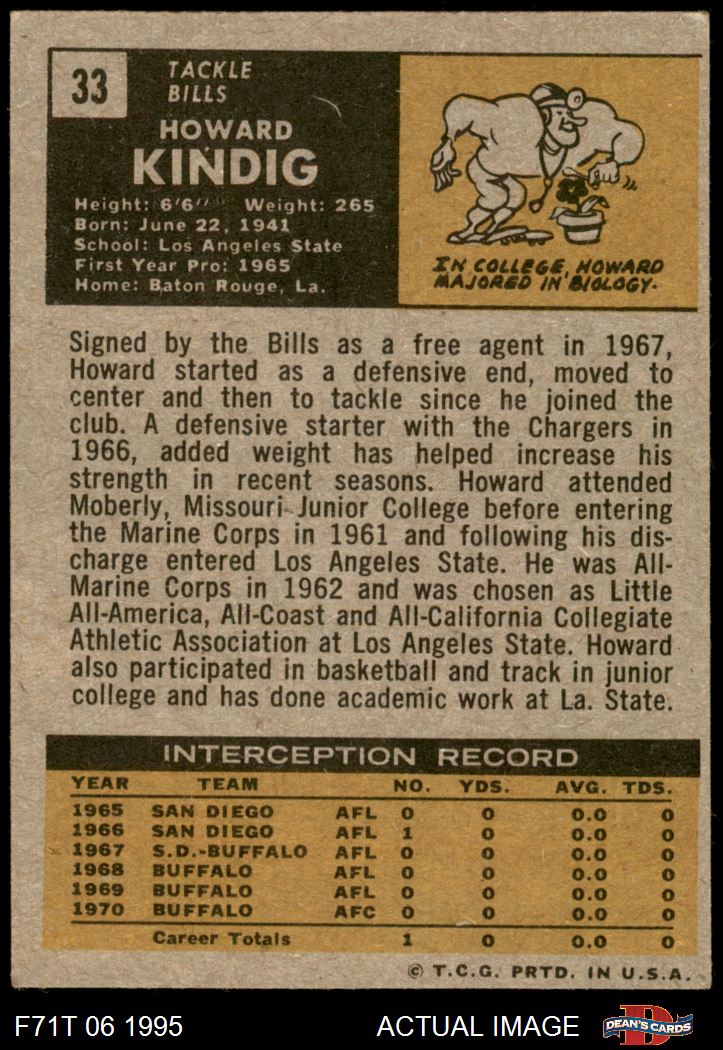 33
TACKLE
BILLS
HOWARD
KINDIG
Height: 6'6" Weight: 265
Born: June 22, 1941
School: Los Angeles State
First Year Pro: 1965
Home: Baton Rouge, La.
IN COLLEGE, HOWARD
MAJORED IN BIOLOGY.
Signed by the Bills as a free agent in 1967,
Howard started as a defensive end, moved to
center and then to tackle since he joined the
club. A defensive starter with the Chargers in
1966, added weight has helped increase his
strength in recent seasons. Howard attended
Moberly, Missouri Junior College before entering
the Marine Corps in 1961 and following his dis-
charge entered Los Angeles State. He was All-
Marine Corps in 1962 and was chosen as Little
All-America, All-Coast and All-California Collegiate
Athletic Association at Los Angeles State. Howard
also participated in basketball and track in junior
college and has done academic work at La. State.
INTERCEPTION RECORD
YEAR TEAM NO. YDS. AVG. TDS.
1965 SAN DIEGO AFL 0 0 0.0 0
1966 SAN DIEGO AFL 1 0 0.0 0
1967 S.D.-BUFFALO AFL 0 0 0.0 0
1968 BUFFALO AFL 0 0 0.0 0
1969 BUFFALO AFL 0 0 0.0 0
1970 BUFFALO AFC 0 0 0.0 0
Career Totals 1 0 0.0 0
© T.C.G. PRTD. IN U.S.A.
F71T 06 1995 ACTUAL IMAGE D DEAN'S CARDS